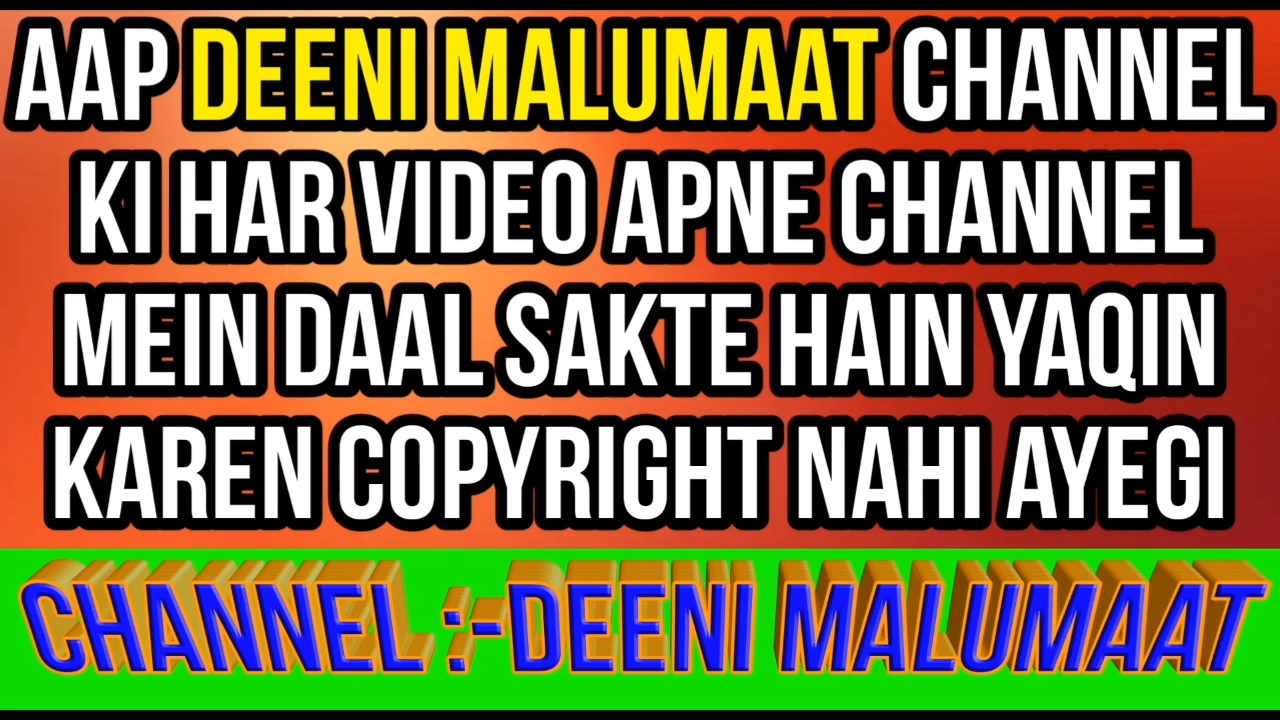 AAP DEENI MALUMAAT CHANNEL
KI HAR VIDEO APNE CHANNEL
MEIN DAAL SAKTE HAIN YAQIN
KAREN COPYRIGHT NAHI AYEGI
CHANNEL :-DEENI MALUMAAT